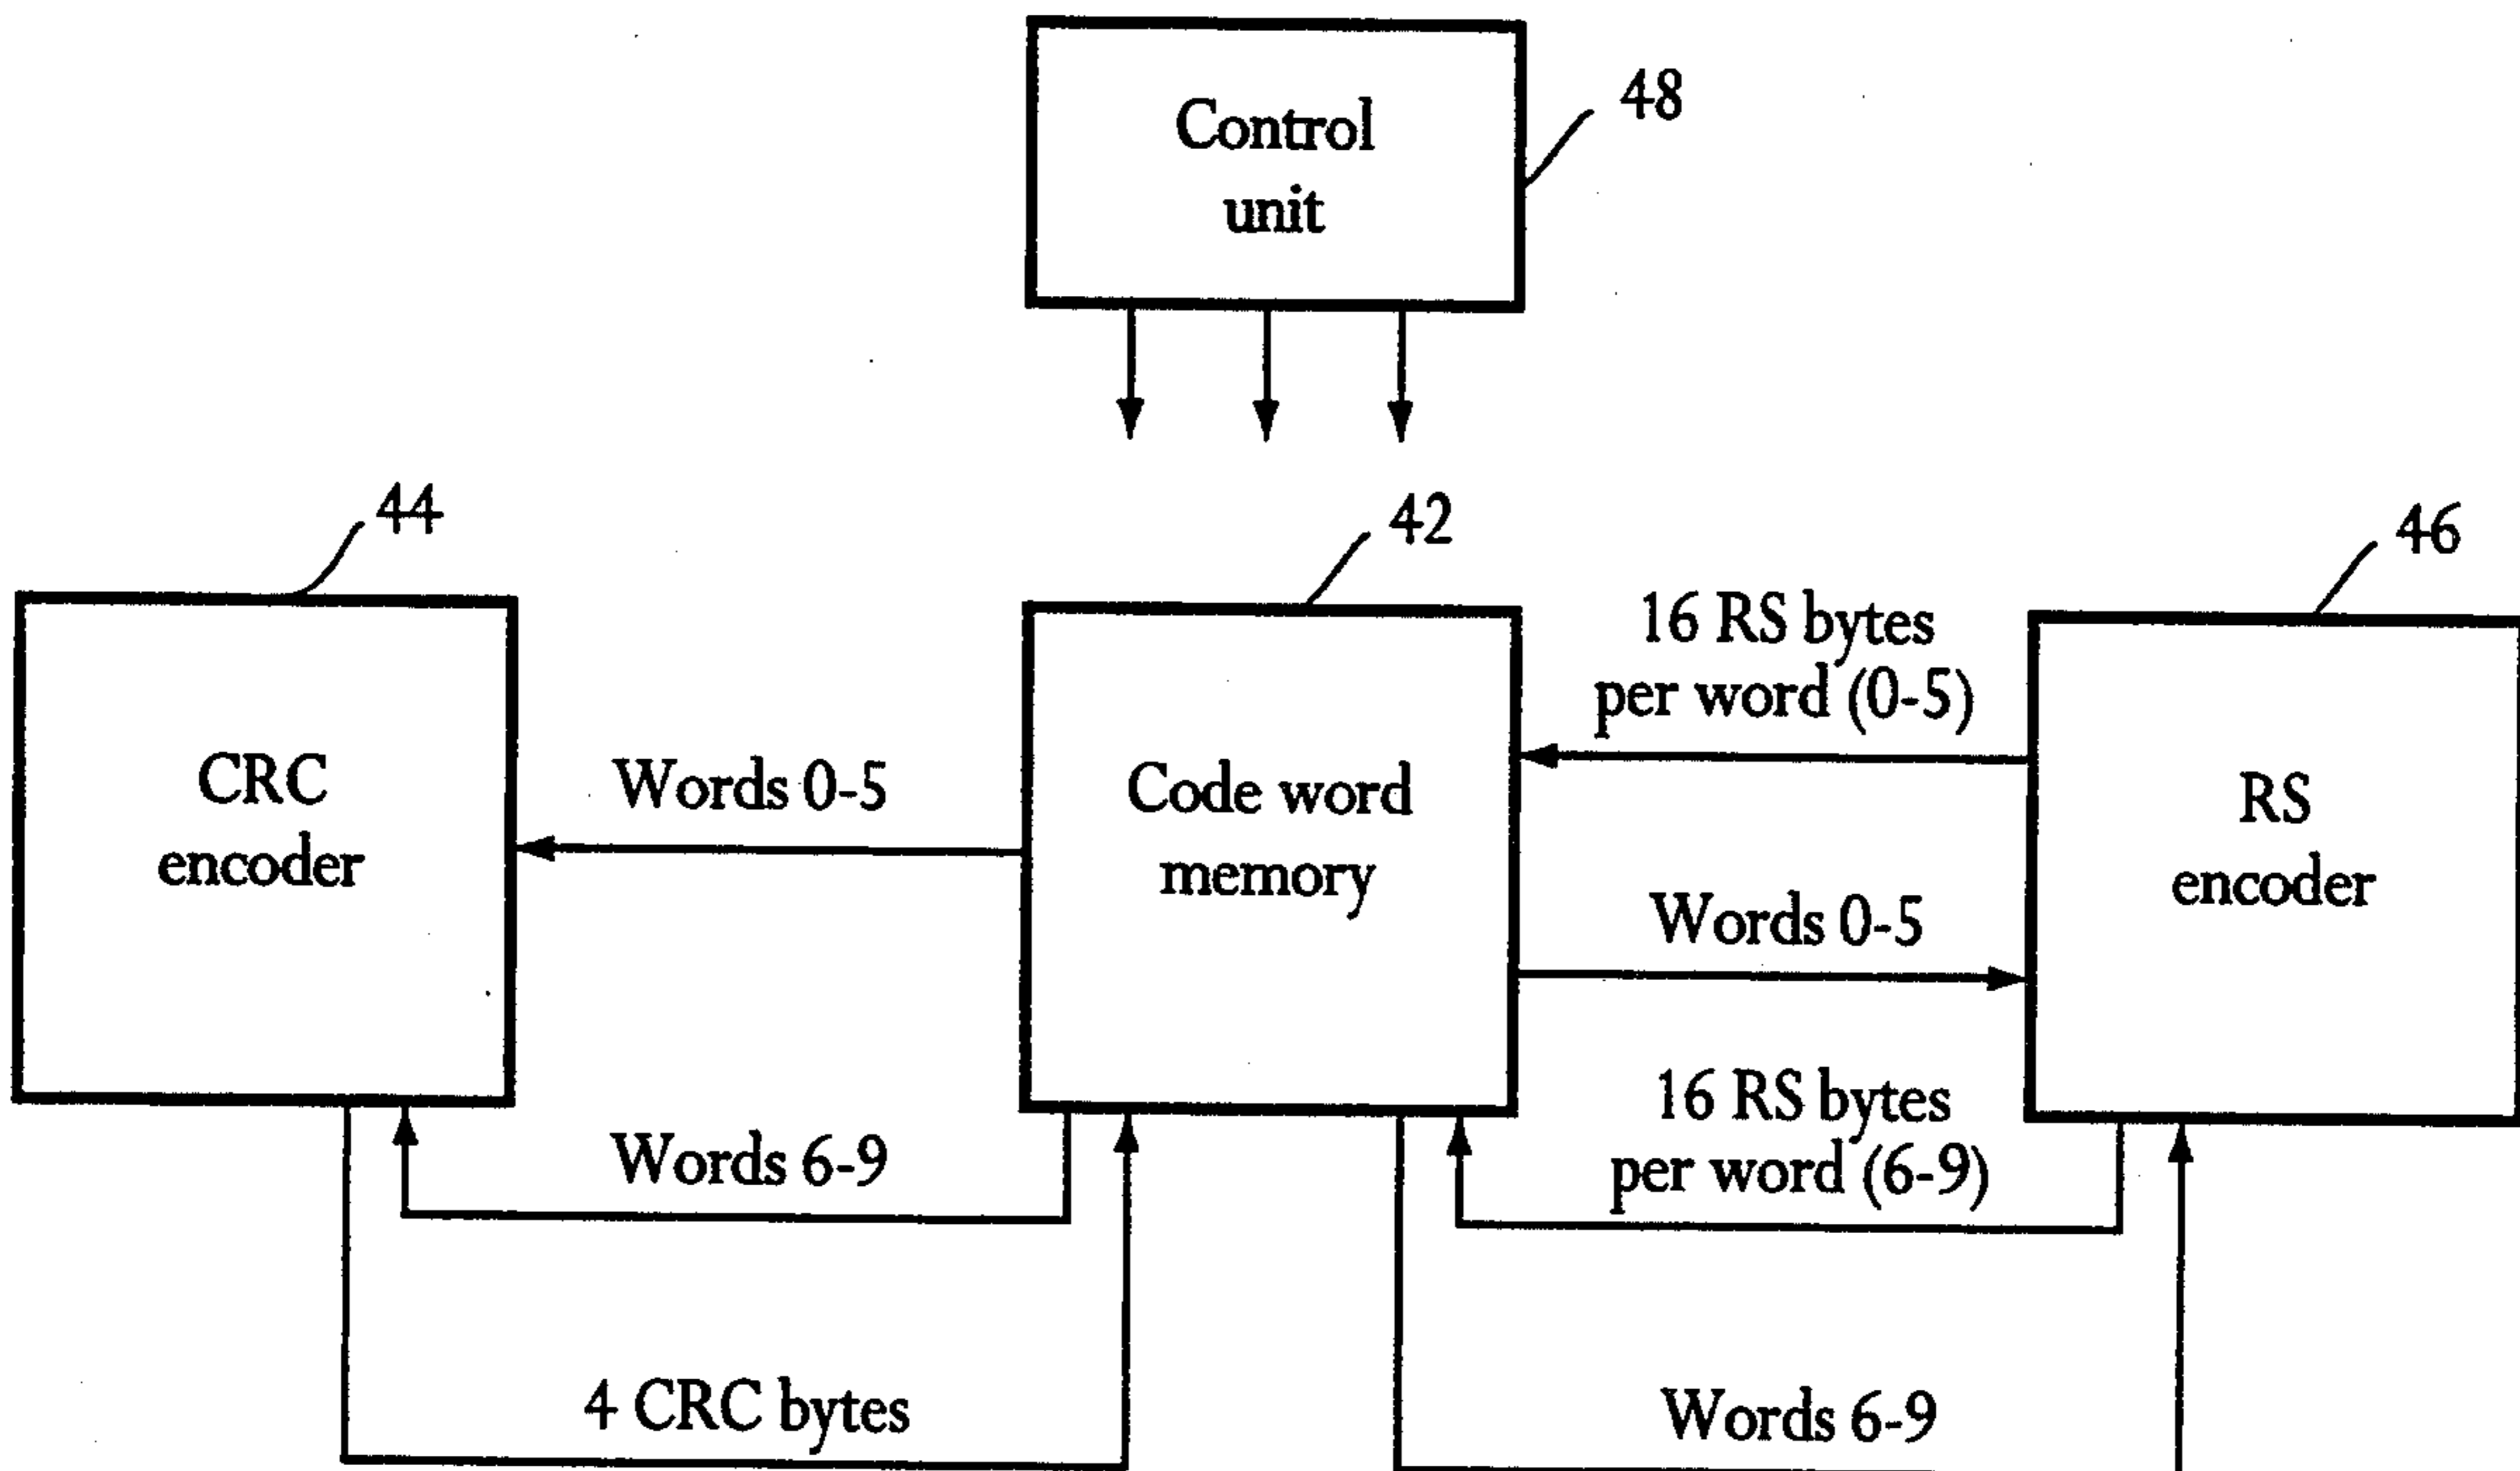 Control
unit
48
44
42
46
CRC
encoder
Words 0-5
Code word
memory
16 RS bytes
per word (0-5)
Words 0-5
RS
encoder
Words 6-9
16 RS bytes
per word (6-9)
4 CRC bytes
Words 6-9